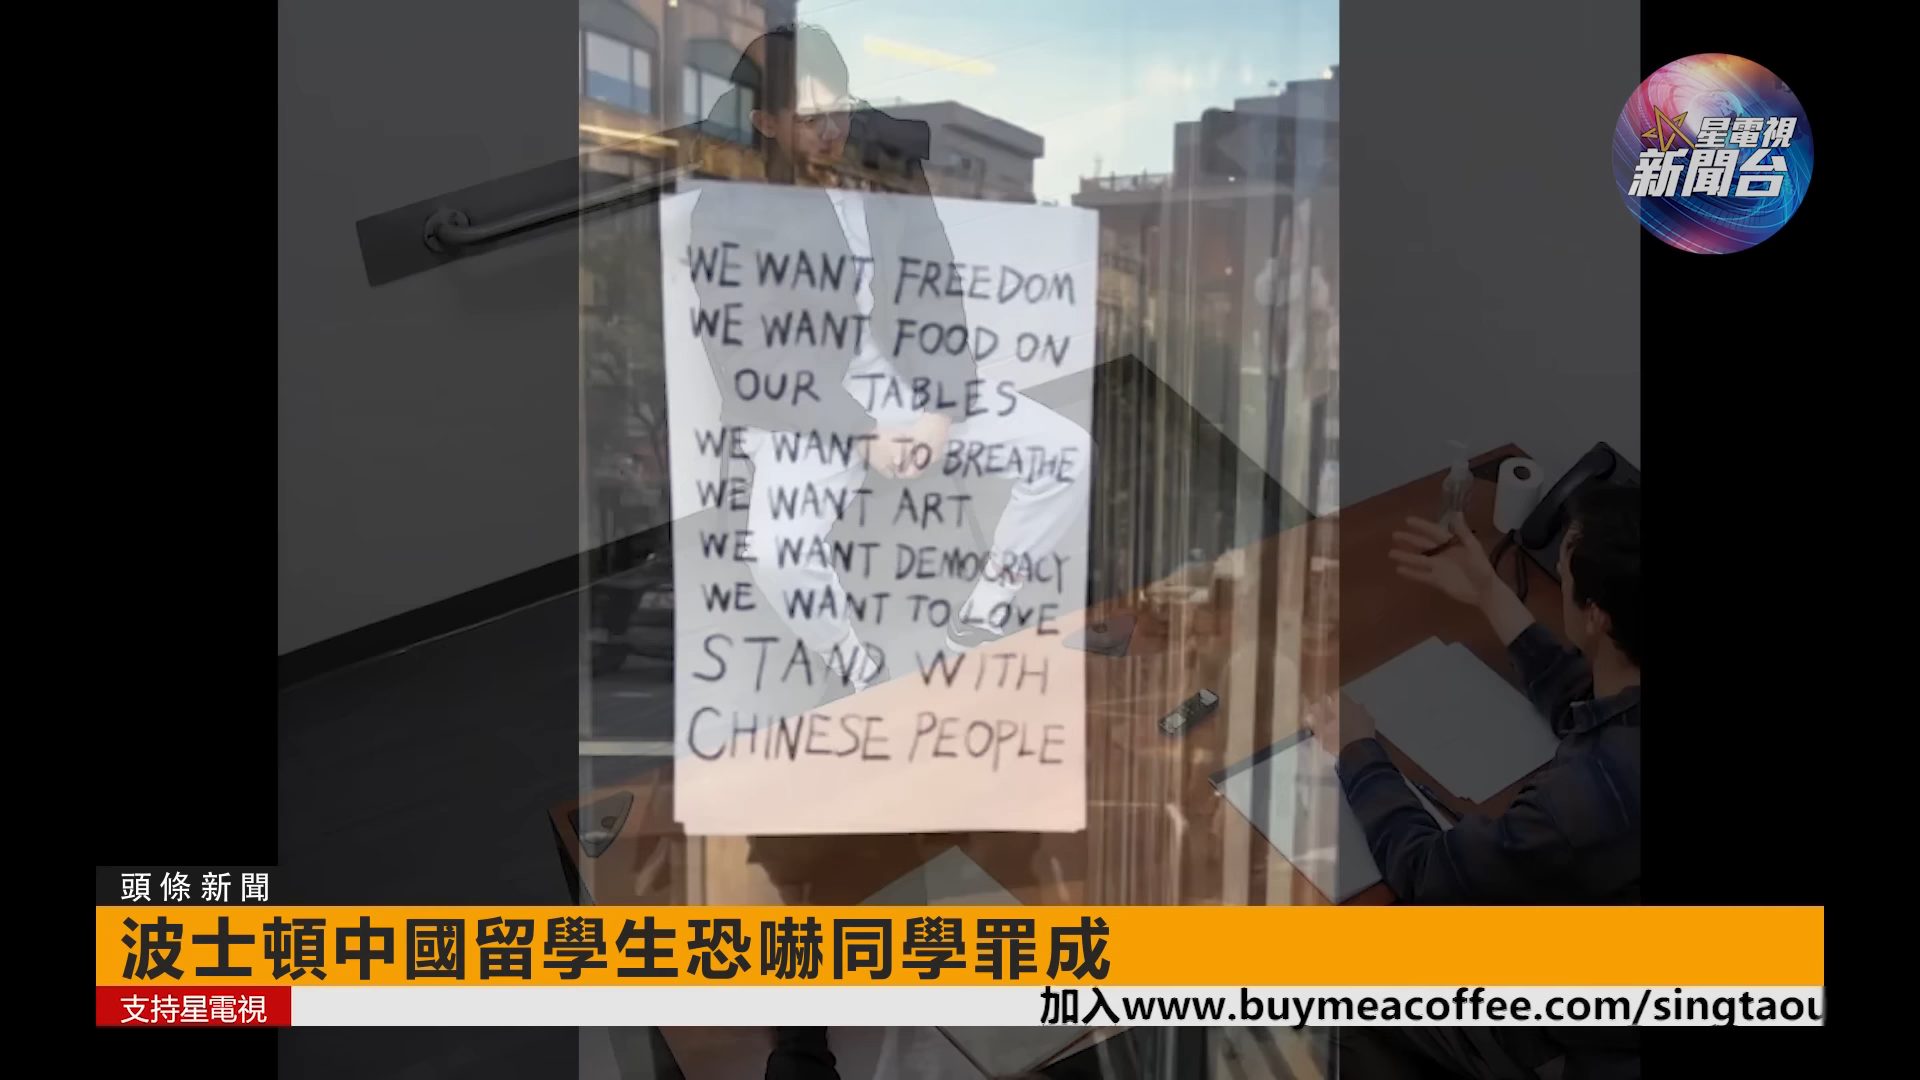 星電視
新聞台
WE WANT FREEDOM
WE WANT FOOD ON
OUR TABLES
WE WANT TO BREATHE
WE WANT ART
WE WANT DEMOCRACY
WE WANT TO LOVE
STAND WITH
CHINESE PEOPLE
頭條新聞
波士頓中國留學生恐嚇同學罪成
支持星電視
加入www.buymeacoffee.com/singtaou